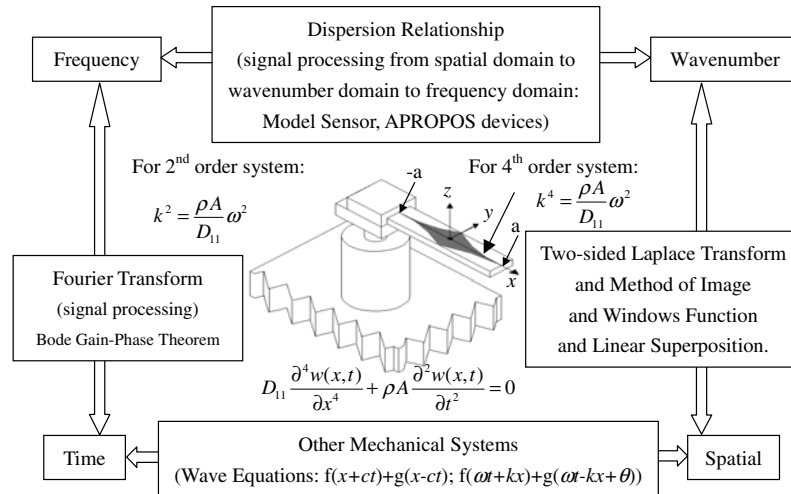 Dispersion Relationship
(signal processing from spatial domain to
wavenumber domain to frequency domain:
Model Sensor, APROPOS devices)
Frequency
Wavenumber
For 2nd order system:
k² = ρA/D₁₁ ω²
For 4th order system:
k⁴ = ρA/D₁₁ ω²
-a
z
y
a
x
Fourier Transform
(signal processing)
Bode Gain-Phase Theorem
Two-sided Laplace Transform
and Method of Image
and Windows Function
and Linear Superposition.
D₁₁ ∂⁴w(x,t)/∂x⁴ + ρA ∂²w(x,t)/∂t² = 0
Time
Other Mechanical Systems
(Wave Equations: f(x+ct)+g(x-ct); f(ωt+kx)+g(ωt-kx+θ))
Spatial